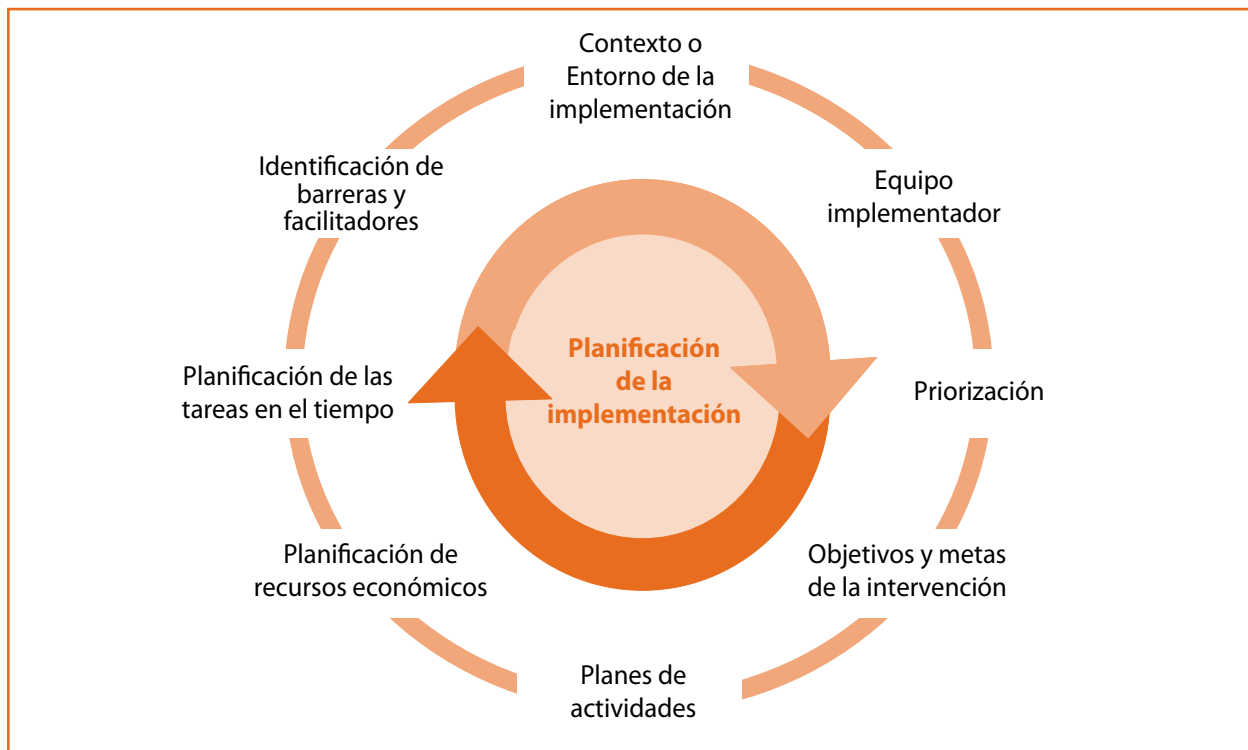 Contexto o
Entorno de la
implementación
Equipo
implementador
Priorización
Objetivos y metas
de la intervención
Planes de
actividades
Planificación de
recursos económicos
Planificación de las
tareas en el tiempo
Identificación de
barreras y
facilitadores
Planificación
de la
implementación